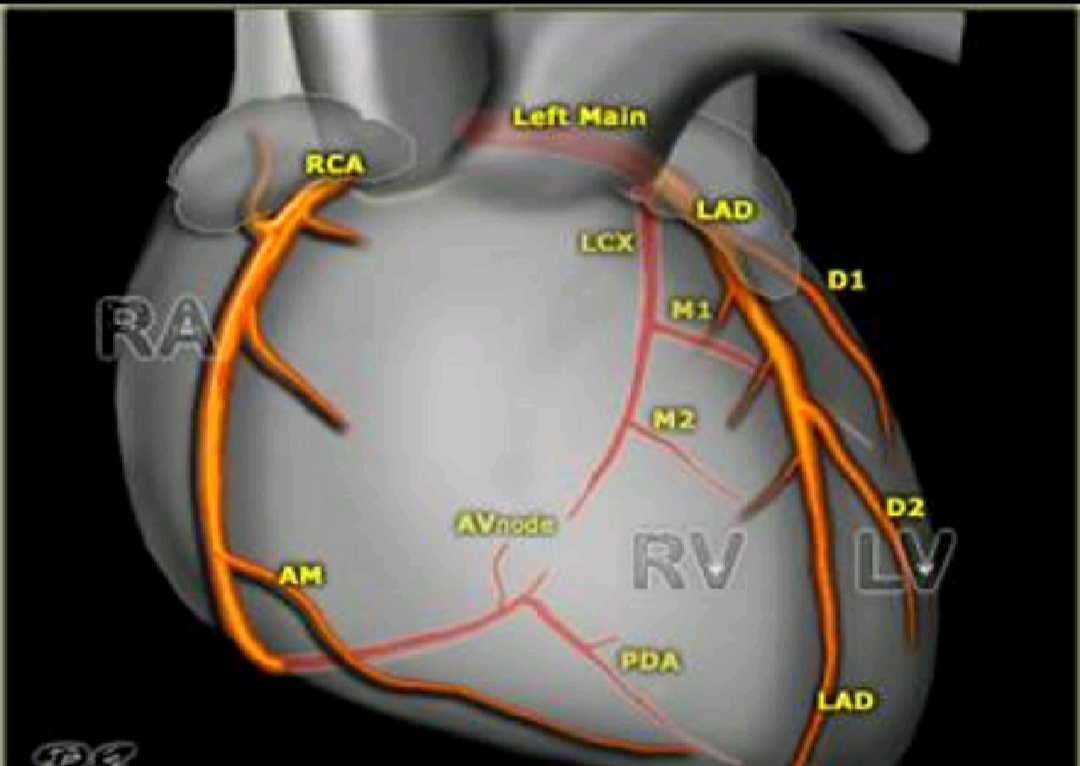 Left Main
RCA
LAD
LCX
D1
M1
RA
M2
D2
AVnode
RV
LV
AM
PDA
LAD